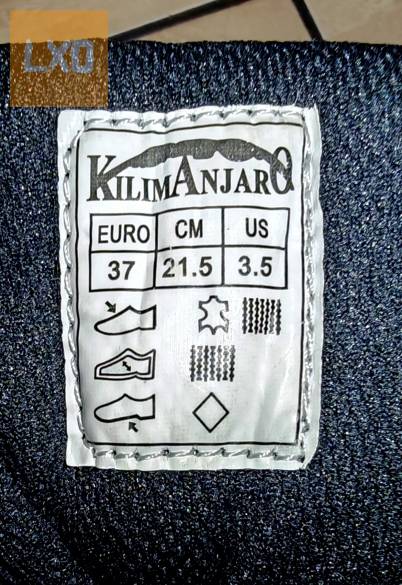 LXO
KILIMANJARO
EURO CM US
37 21.5 3.5